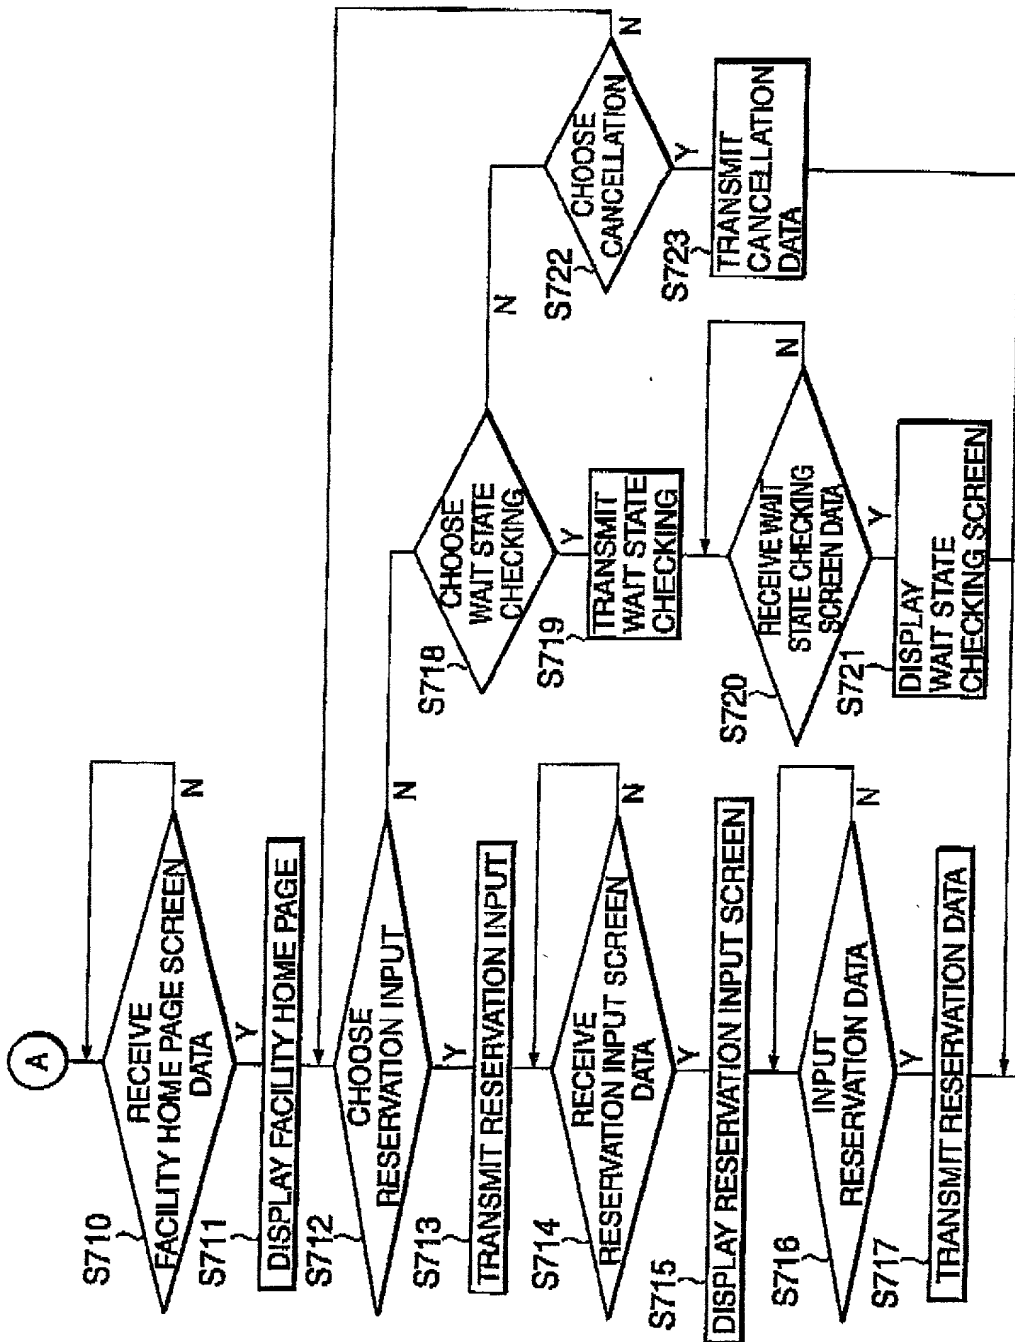 A
S710
RECEIVE
FACILITY HOME PAGE SCREEN
DATA
N
Y
S711
DISPLAY FACILITY HOME PAGE
S712
CHOOSE
RESERVATION INPUT
N
Y
S713
TRANSMIT RESERVATION INPUT
S714
RECEIVE
RESERVATION INPUT SCREEN
DATA
N
Y
S715
DISPLAY RESERVATION INPUT SCREEN
S716
INPUT
RESERVATION DATA
N
Y
S717
TRANSMIT RESERVATION DATA
S718
CHOOSE
WAIT STATE
CHECKING
N
Y
S719
TRANSMIT
WAIT STATE
CHECKING
S720
RECEIVE WAIT
STATE CHECKING
SCREEN DATA
N
Y
S721
DISPLAY
WAIT STATE
CHECKING SCREEN
S722
CHOOSE
CANCELLATION
N
Y
S723
TRANSMIT
CANCELLATION
DATA